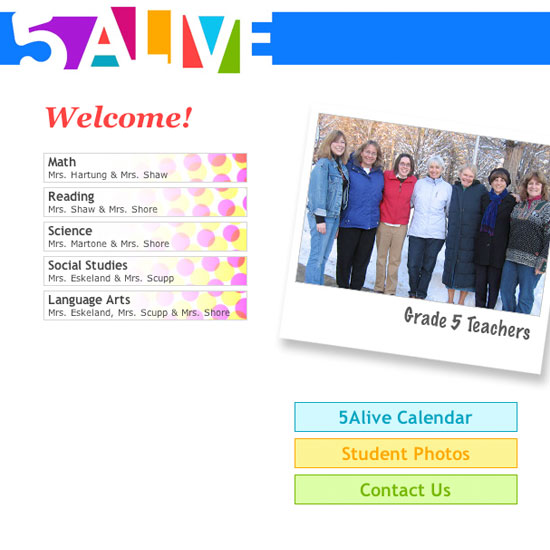 5ALIVE
Welcome!
Math
Mrs. Hartung & Mrs. Shaw
Reading
Mrs. Shaw & Mrs. Shore
Science
Mrs. Martone & Mrs. Shore
Social Studies
Mrs. Eskeland & Mrs. Scupp
Language Arts
Mrs. Eskeland, Mrs. Scupp & Mrs. Shore
Grade 5 Teachers
5Alive Calendar
Student Photos
Contact Us